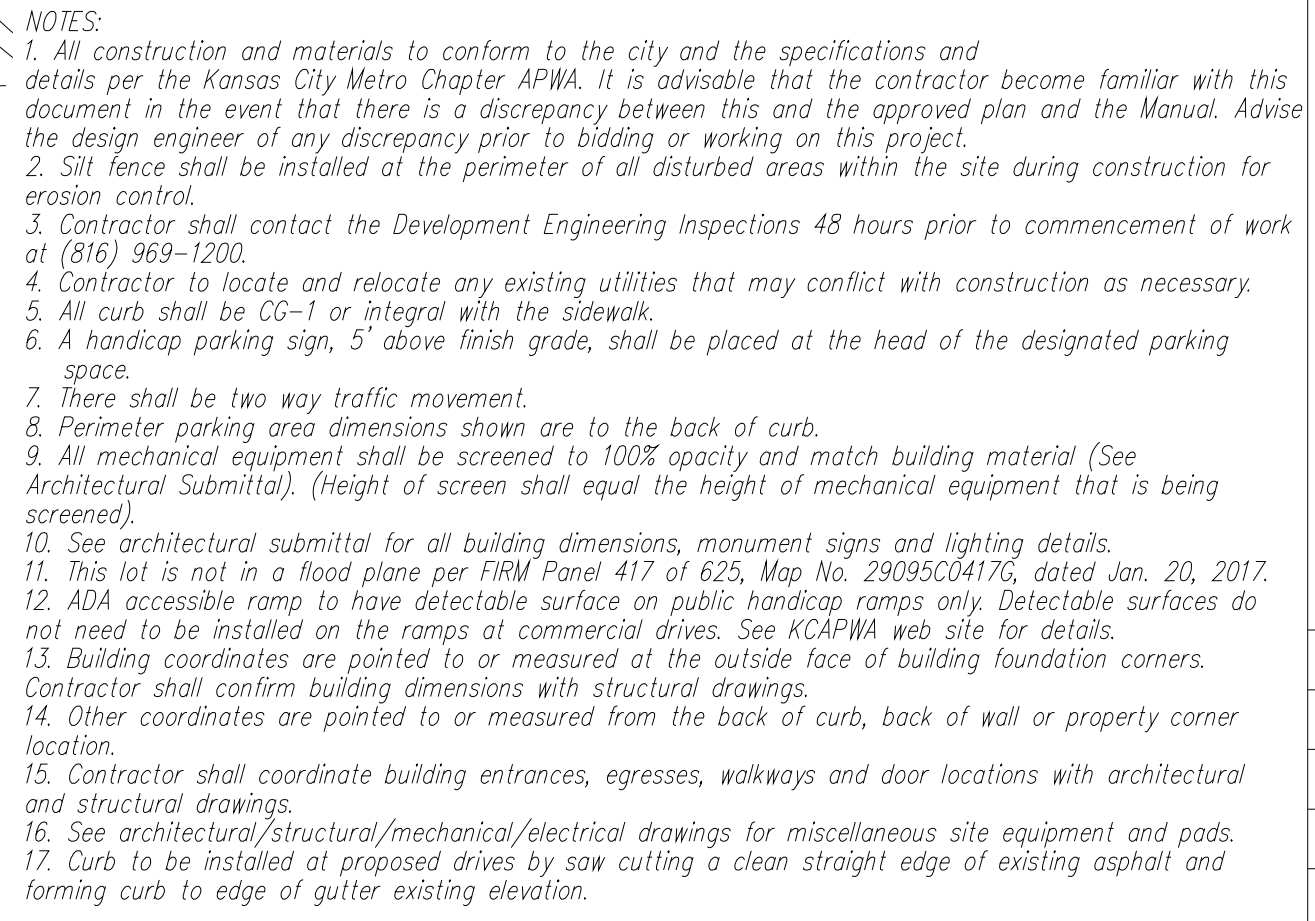 NOTES:
1. All construction and materials to conform to the city and the specifications and
details per the Kansas City Metro Chapter APWA. It is advisable that the contractor become familiar with this
document in the event that there is a discrepancy between this and the approved plan and the Manual. Advise
the design engineer of any discrepancy prior to bidding or working on this project.
2. Silt fence shall be installed at the perimeter of all disturbed areas within the site during construction for
erosion control.
3. Contractor shall contact the Development Engineering Inspections 48 hours prior to commencement of work
at (816) 969-1200.
4. Contractor to locate and relocate any existing utilities that may conflict with construction as necessary.
5. All curb shall be CG-1 or integral with the sidewalk.
6. A handicap parking sign, 5' above finish grade, shall be placed at the head of the designated parking
space.
7. There shall be two way traffic movement.
8. Perimeter parking area dimensions shown are to the back of curb.
9. All mechanical equipment shall be screened to 100% opacity and match building material (See
Architectural Submittal). (Height of screen shall equal the height of mechanical equipment that is being
screened).
10. See architectural submittal for all building dimensions, monument signs and lighting details.
11. This lot is not in a flood plane per FIRM Panel 417 of 625, Map No. 29095C0417G, dated Jan. 20, 2017.
12. ADA accessible ramp to have detectable surface on public handicap ramps only. Detectable surfaces do
not need to be installed on the ramps at commercial drives. See KCAPWA web site for details.
13. Building coordinates are pointed to or measured at the outside face of building foundation corners.
Contractor shall confirm building dimensions with structural drawings.
14. Other coordinates are pointed to or measured from the back of curb, back of wall or property corner
location.
15. Contractor shall coordinate building entrances, egresses, walkways and door locations with architectural
and structural drawings.
16. See architectural/structural/mechanical/electrical drawings for miscellaneous site equipment and pads.
17. Curb to be installed at proposed drives by saw cutting a clean straight edge of existing asphalt and
forming curb to edge of gutter existing elevation.